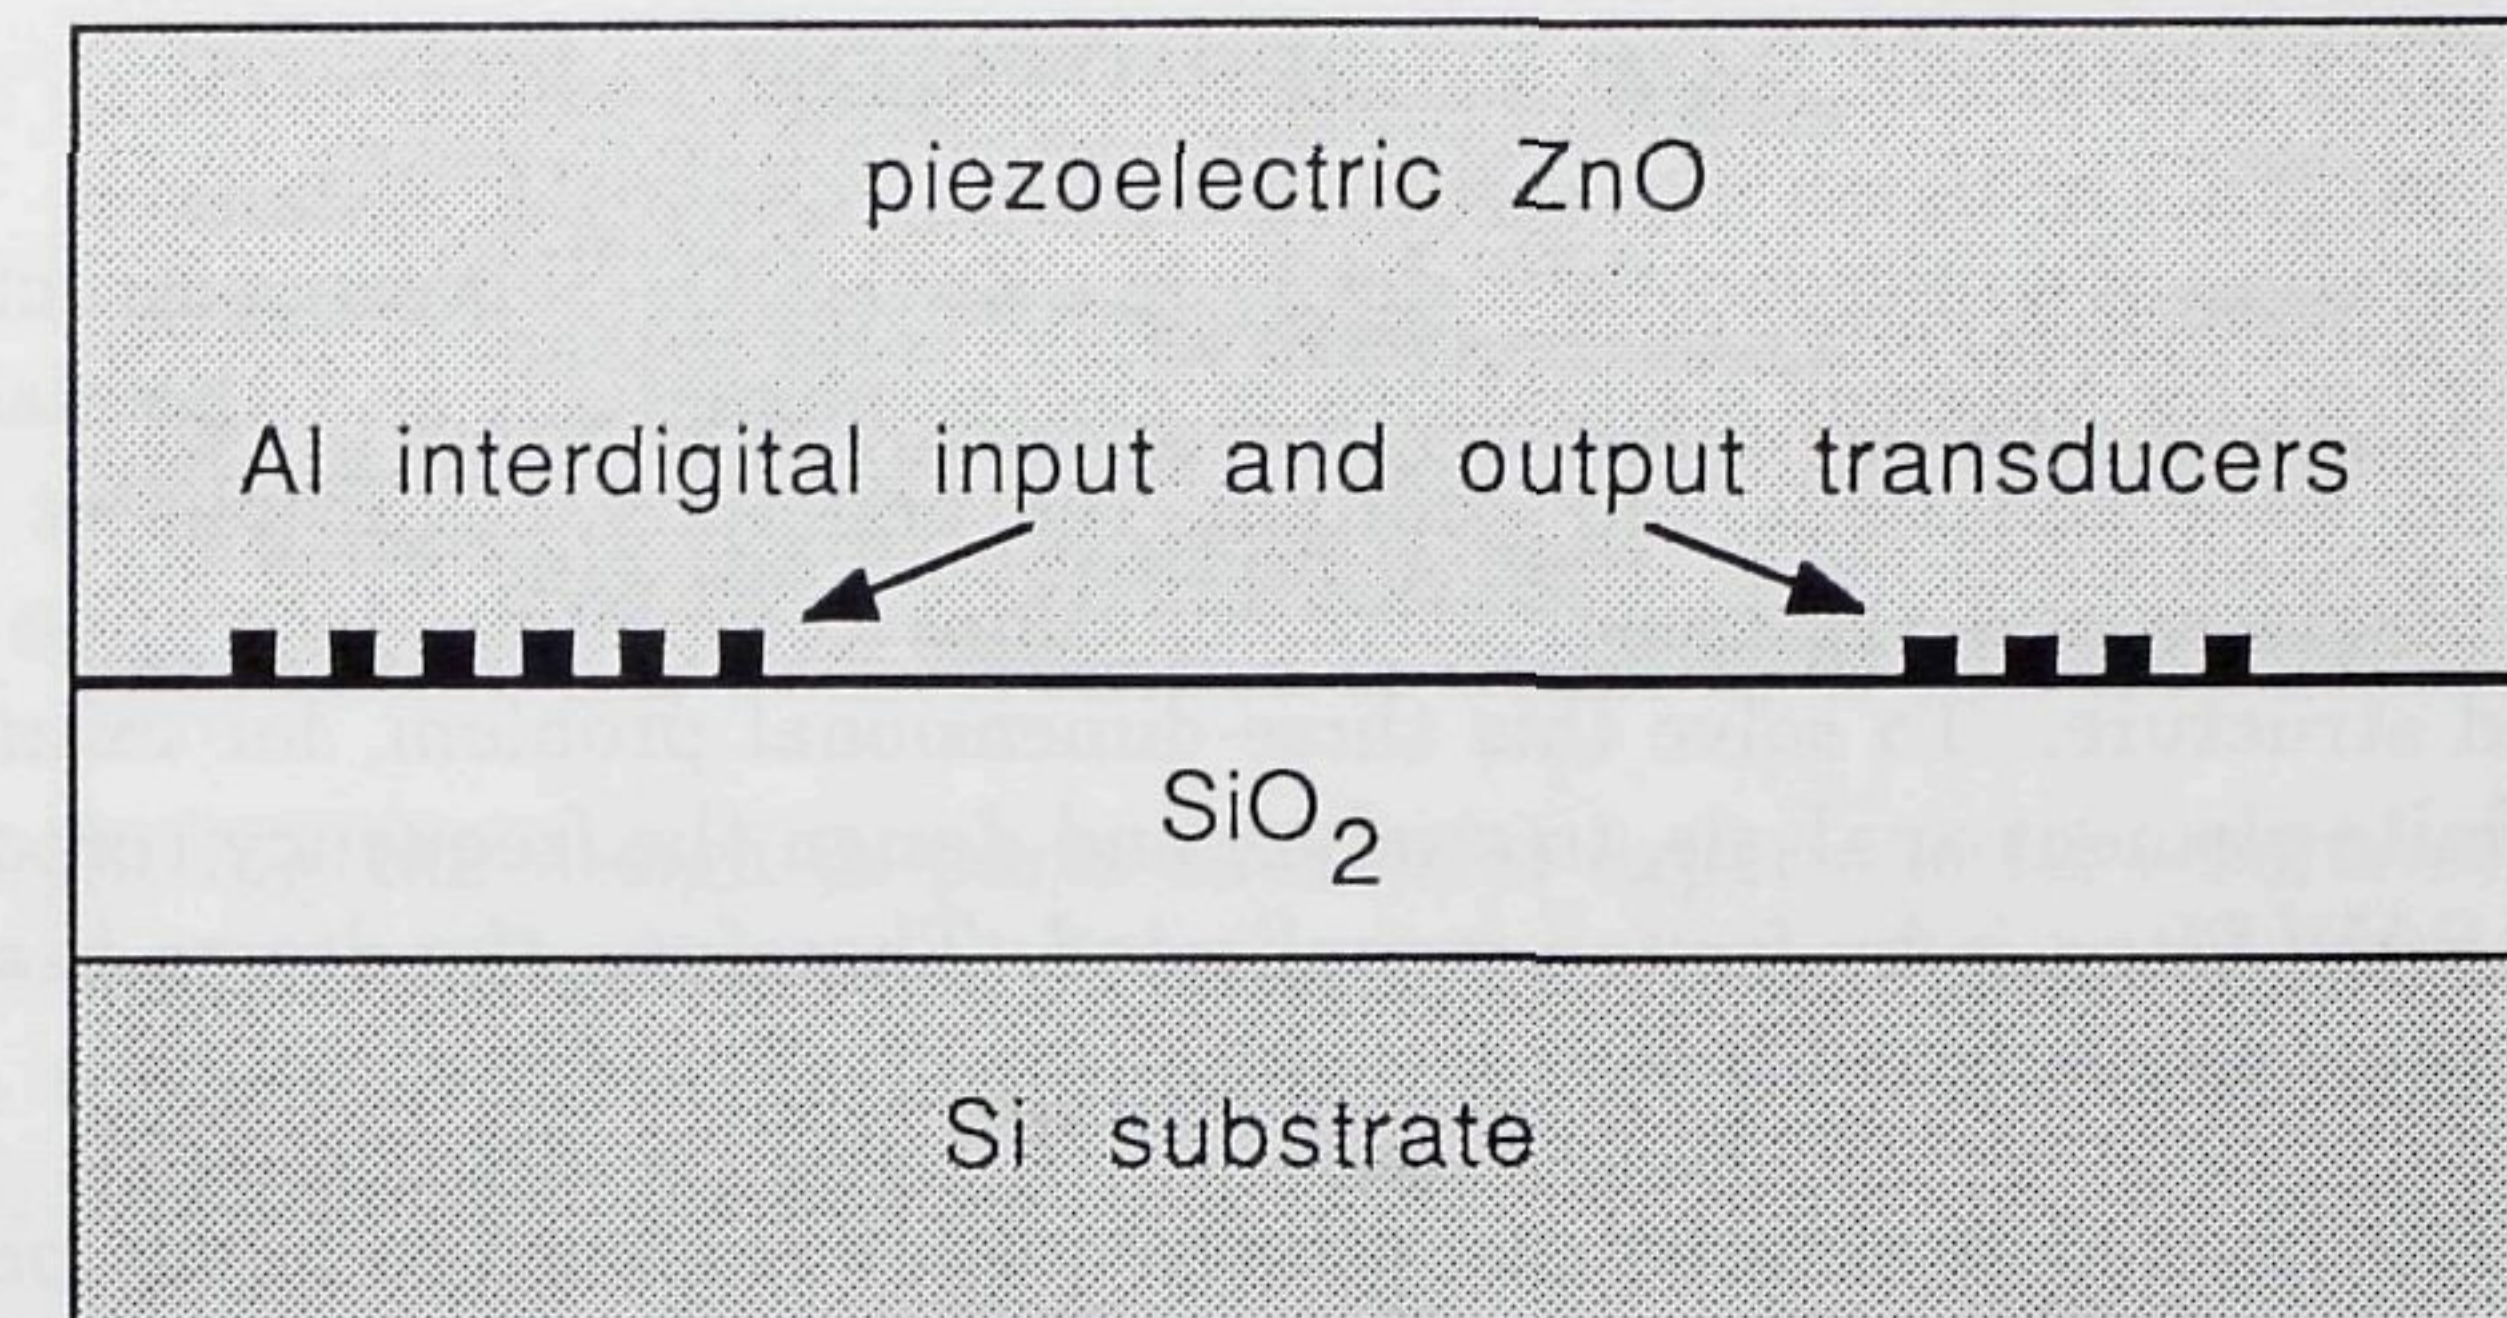 piezoelectric ZnO
Al interdigital input and output transducers
SiO2
Si substrate